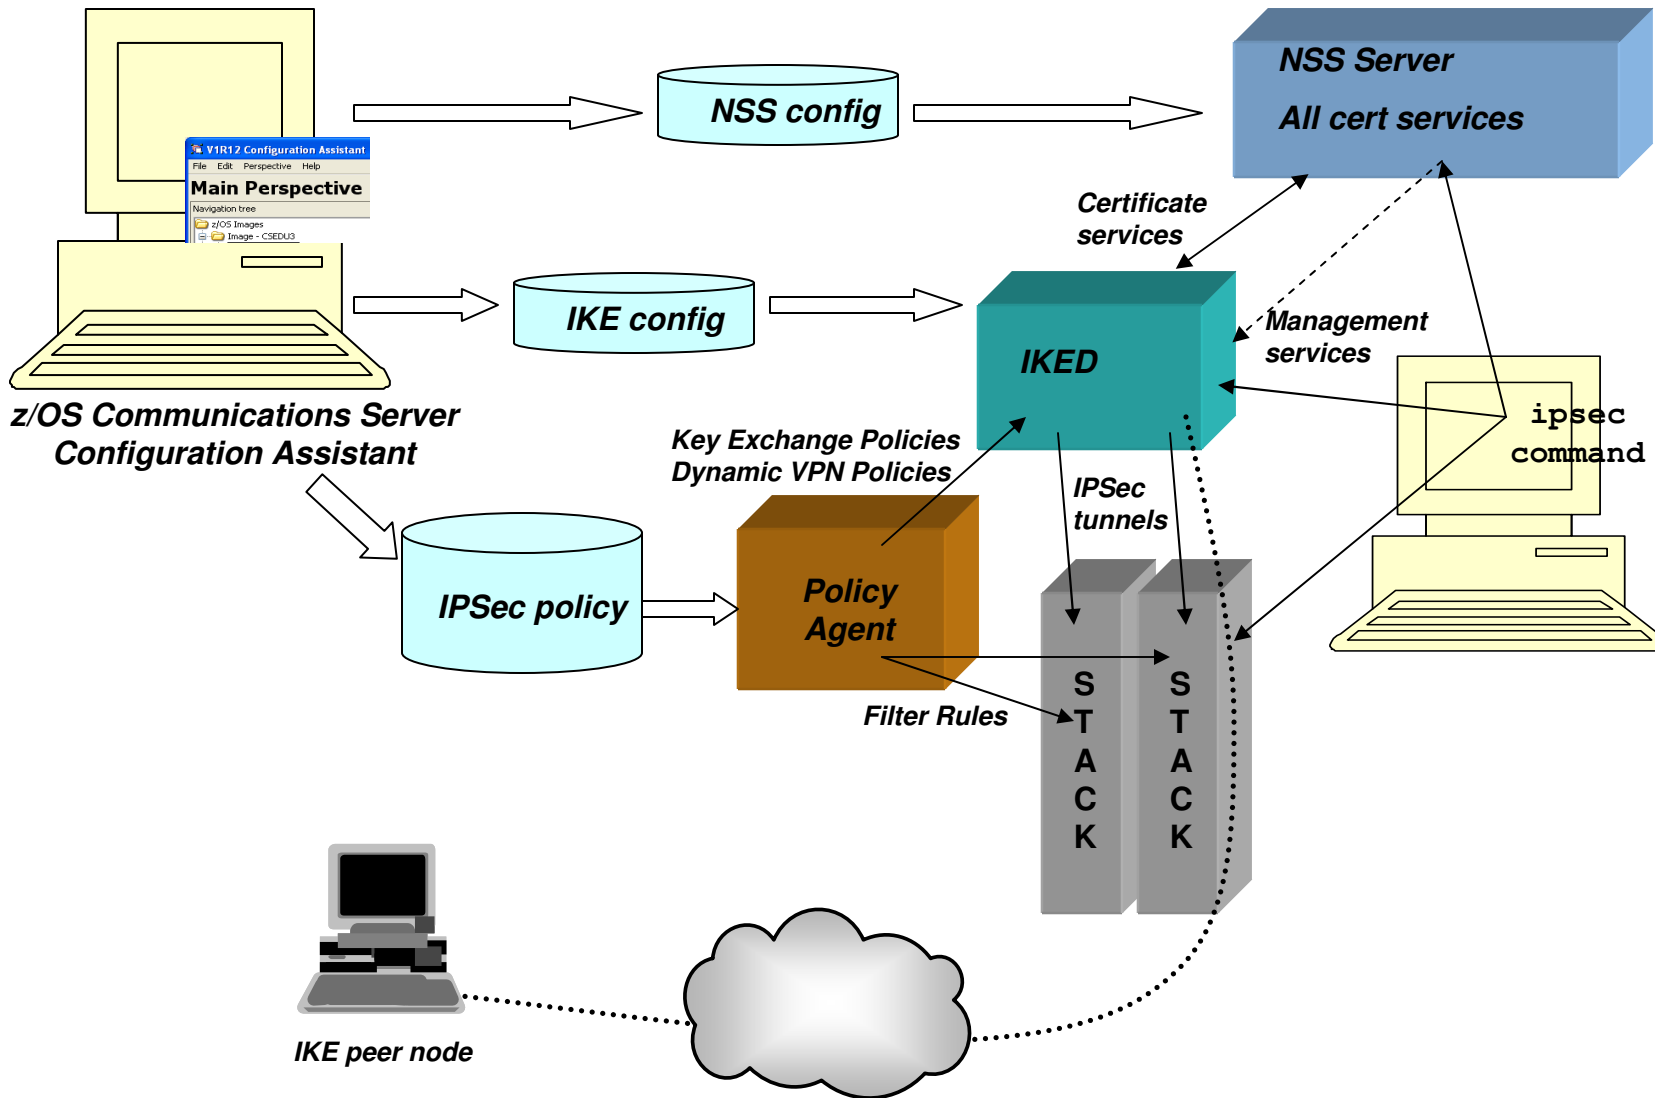 NSS Server
All cert services
NSS config
V1R12 Configuration Assistant
File Edit Perspective Help
Main Perspective
Navigation tree
z/OS Images
Image - CSEDU3
Certificate
services
IKE config
IKED
Management
services
z/OS Communications Server
Configuration Assistant
ipsec
command
Key Exchange Policies
Dynamic VPN Policies
IPSec
tunnels
IPSec policy
Policy
Agent
Filter Rules
S
T
A
C
K
S
T
A
C
K
IKE peer node